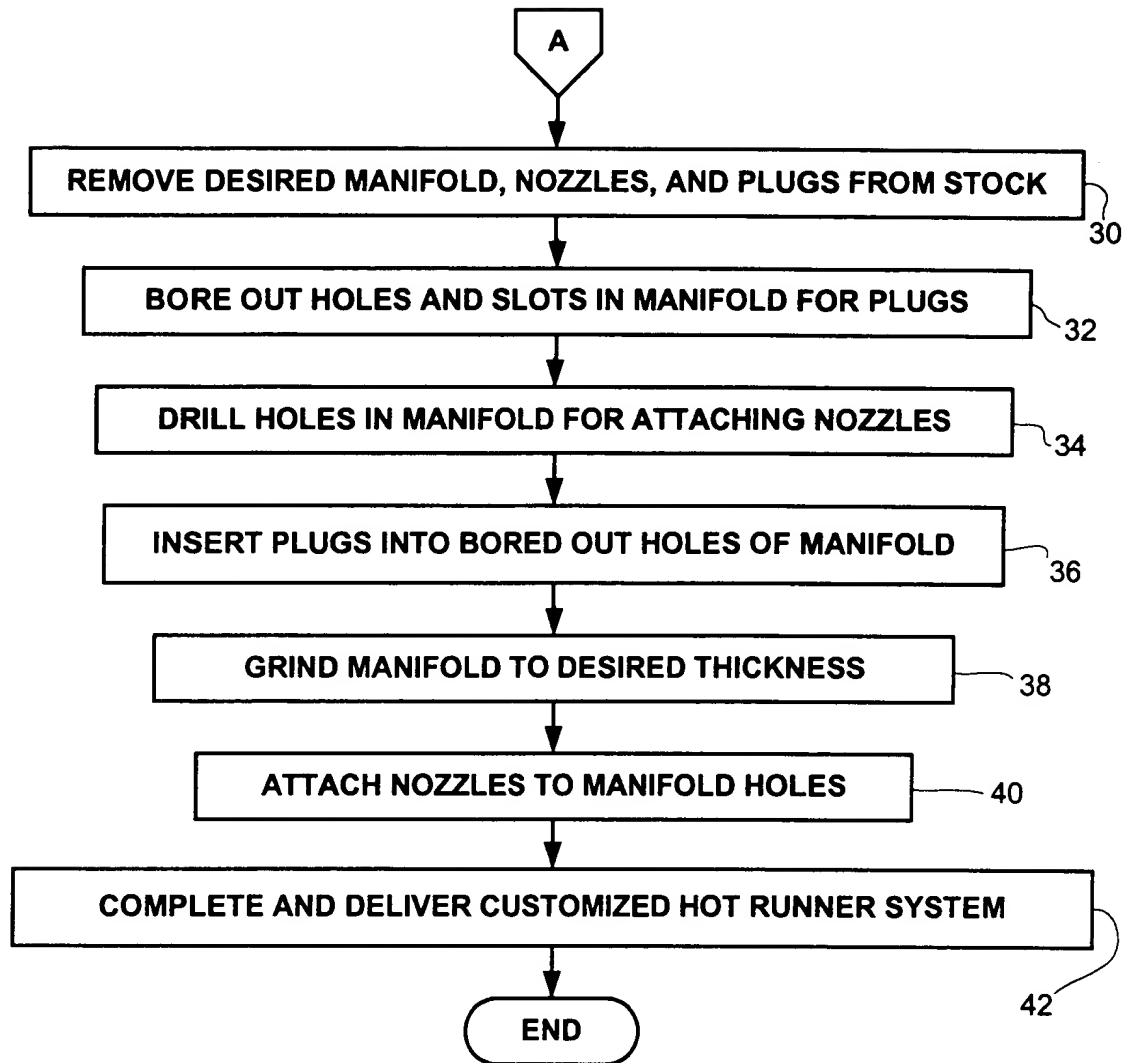 A
REMOVE DESIRED MANIFOLD, NOZZLES, AND PLUGS FROM STOCK
30
BORE OUT HOLES AND SLOTS IN MANIFOLD FOR PLUGS
32
DRILL HOLES IN MANIFOLD FOR ATTACHING NOZZLES
34
INSERT PLUGS INTO BORED OUT HOLES OF MANIFOLD
36
GRIND MANIFOLD TO DESIRED THICKNESS
38
ATTACH NOZZLES TO MANIFOLD HOLES
40
COMPLETE AND DELIVER CUSTOMIZED HOT RUNNER SYSTEM
42
END